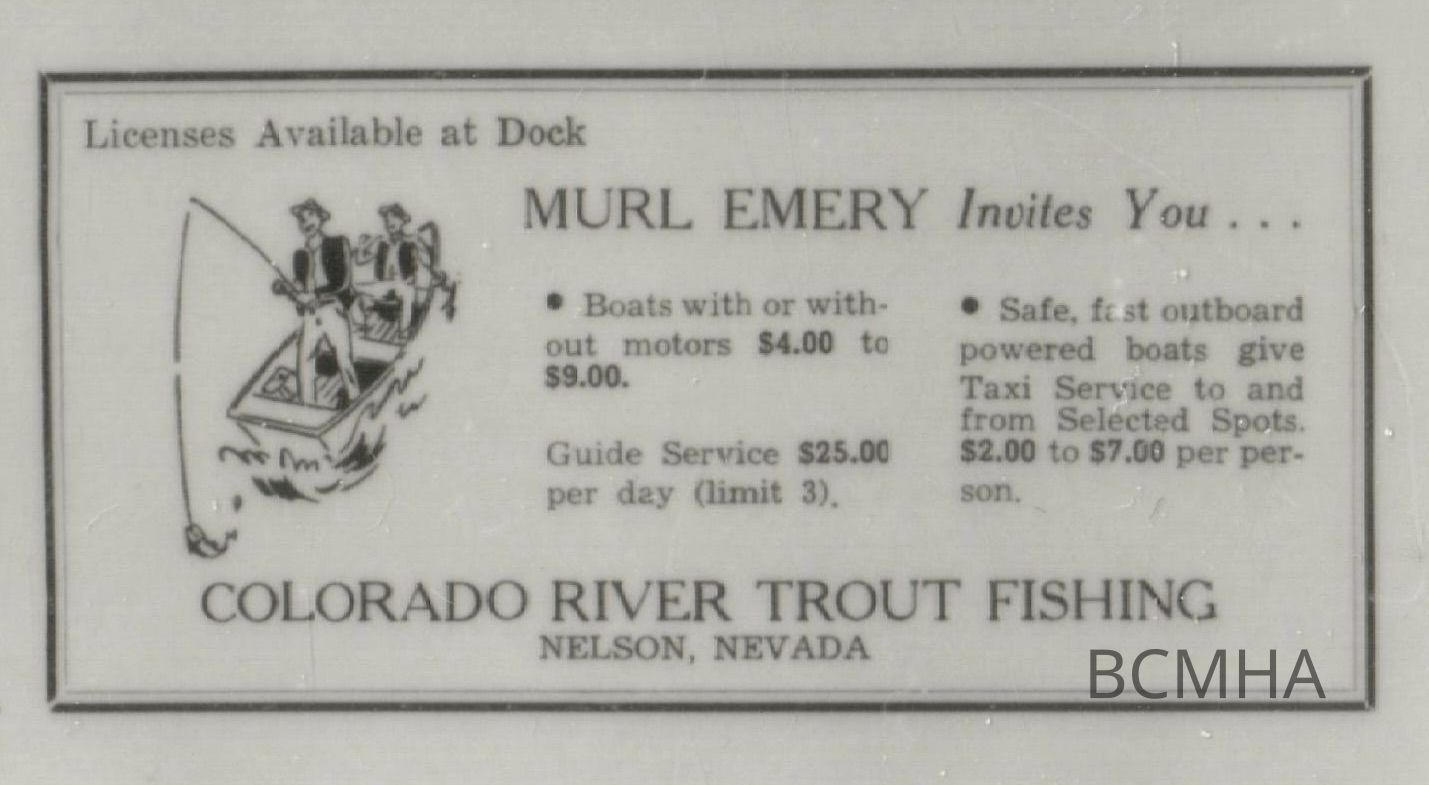 Licenses Available at Dock
MURL EMERY Invites You . . .
• Boats with or with-
out motors $4.00 to
$9.00.
Guide Service $25.00
per day (limit 3).
• Safe, fast outboard
powered boats give
Taxi Service to and
from Selected Spots.
$2.00 to $7.00 per per-
son.
COLORADO RIVER TROUT FISHING
NELSON, NEVADA
BCMHA